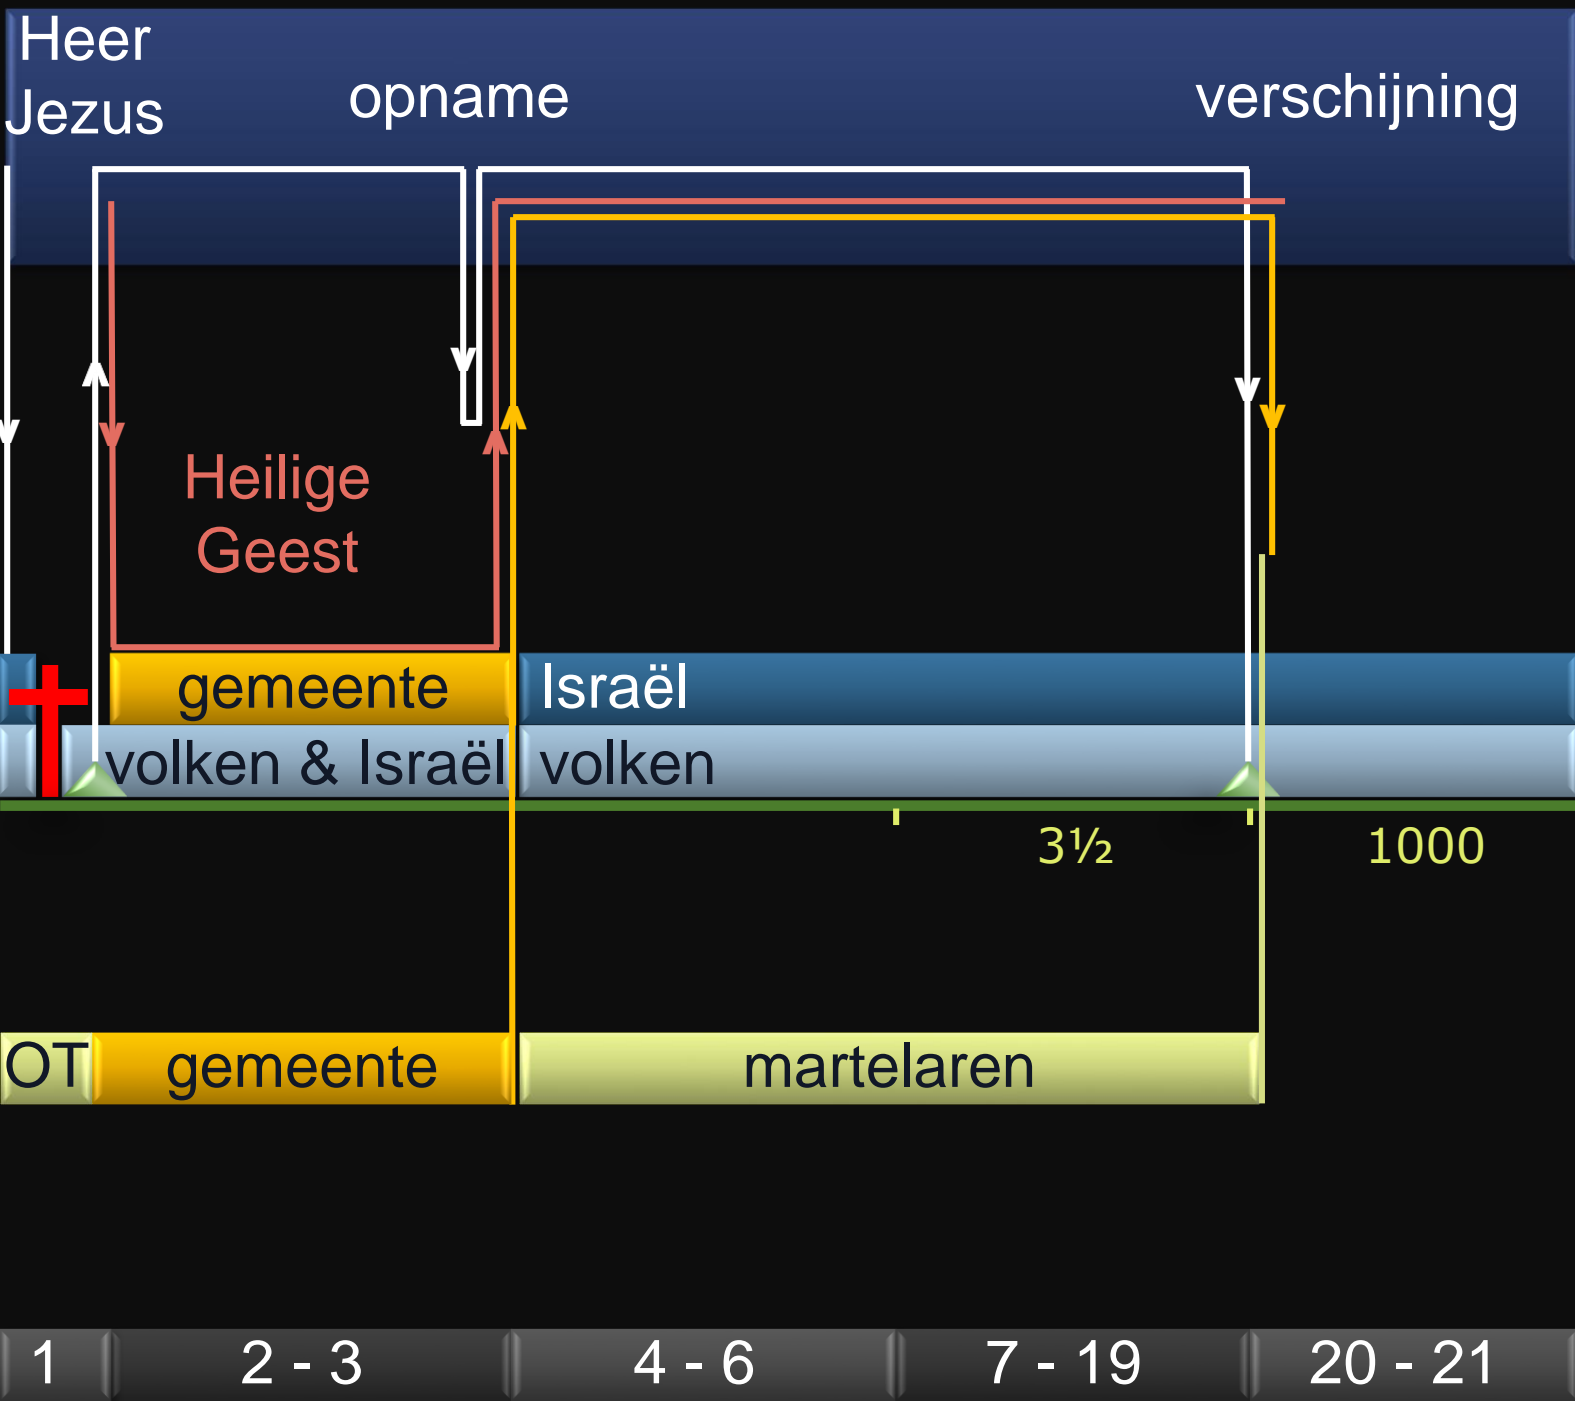 Heer
Jezus
opname
verschijning
Heilige
Geest
gemeente
Israël
volken & Israël
volken
3½
1000
OT
gemeente
martelaren
1
2 - 3
4 - 6
7 - 19
20 - 21